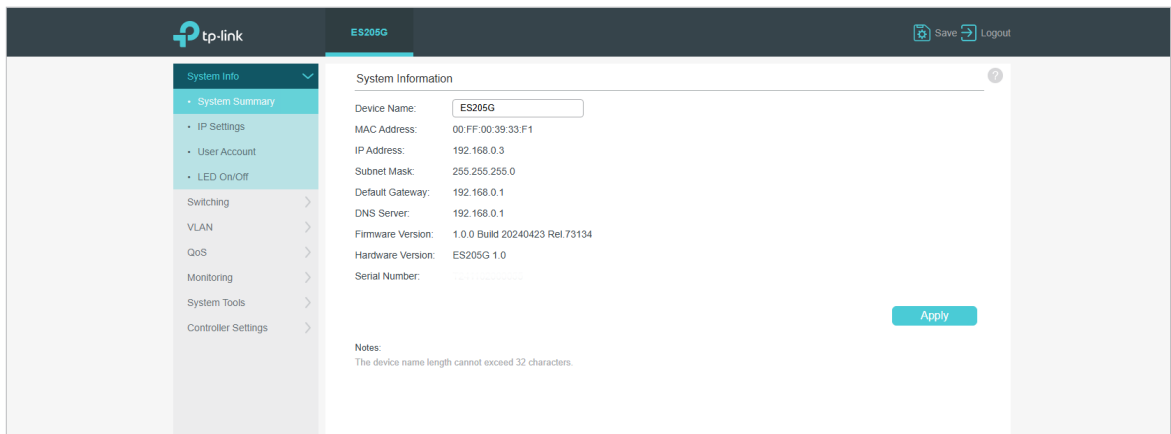 tp-link
ES205G
Save Logout
System Info
System Summary
IP Settings
User Account
LED On/Off
Switching
VLAN
QoS
Monitoring
System Tools
Controller Settings
System Information
?
Device Name: ES205G
MAC Address: 00:FF:00:39:33:F1
IP Address: 192.168.0.3
Subnet Mask: 255.255.255.0
Default Gateway: 192.168.0.1
DNS Server: 192.168.0.1
Firmware Version: 1.0.0 Build 20240423 Rel.73134
Hardware Version: ES205G 1.0
Serial Number:
Apply
Notes:
The device name length cannot exceed 32 characters.